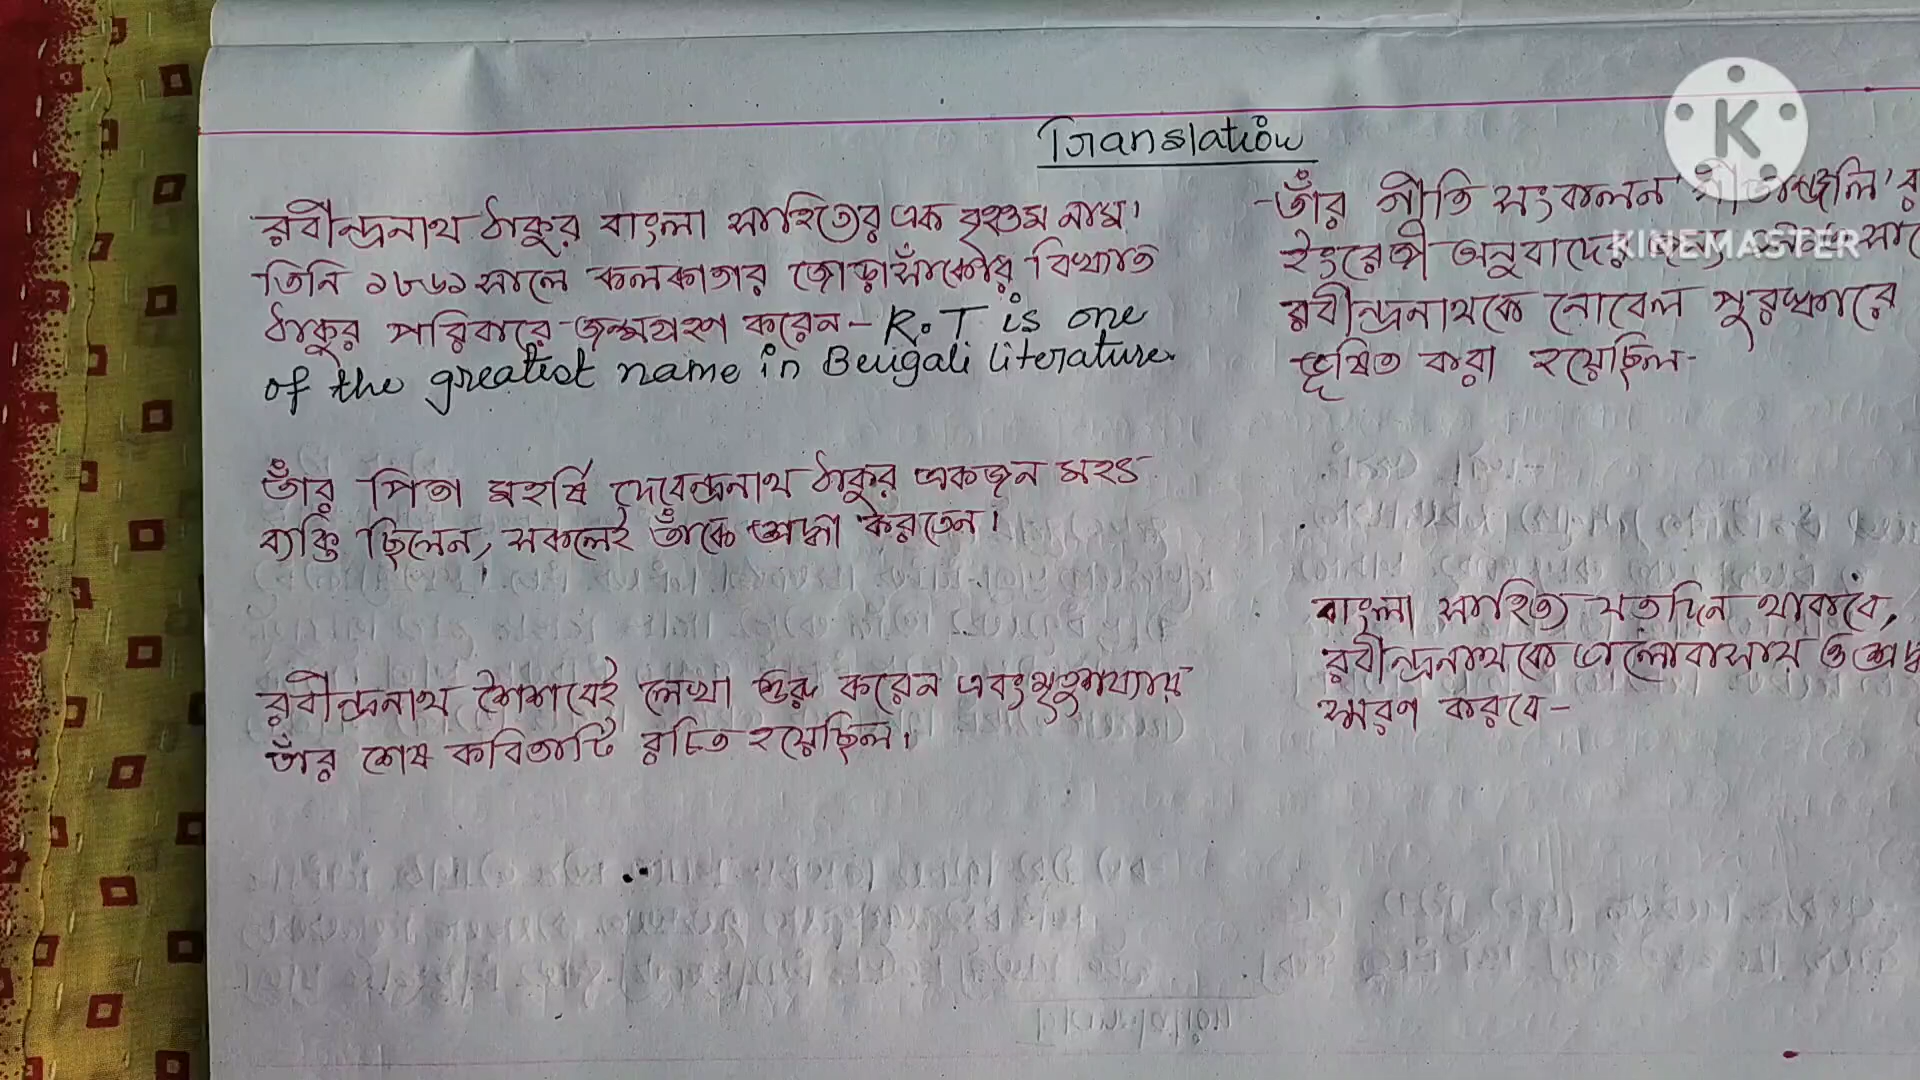 Translation
রবীন্দ্রনাথ ঠাকুর বাংলা সাহিত্যের এক বৃহত্তম নাম।
তিনি ১৮৬১ সালে কলকাতার জোড়াসাঁকোর বিখ্যাত
ঠাকুর পরিবারে জন্মগ্রহণ করেন - R.T is one
of the greatest name in Bengali literature.
তাঁর পিতা মহর্ষি দেবেন্দ্রনাথ ঠাকুর একজন মহৎ
ব্যক্তি ছিলেন, সকলেই তাঁকে শ্রদ্ধা করতেন।
রবীন্দ্রনাথ শৈশবেই লেখা শুরু করেন এবং মৃত্যুশয্যায়
তাঁর শেষ কবিতাটি রচিত হয়েছিল।
তাঁর গীতি সংকলন 'গীতাঞ্জলি'র
ইংরেজী অনুবাদের জন্য
রবীন্দ্রনাথকে নোবেল পুরস্কারে
ভূষিত করা হয়েছিল-
বাংলা সাহিত্য যতদিন থাকবে,
রবীন্দ্রনাথকে ভালোবাসায় ও
স্মরণ করবে-
K
KINEMASTER